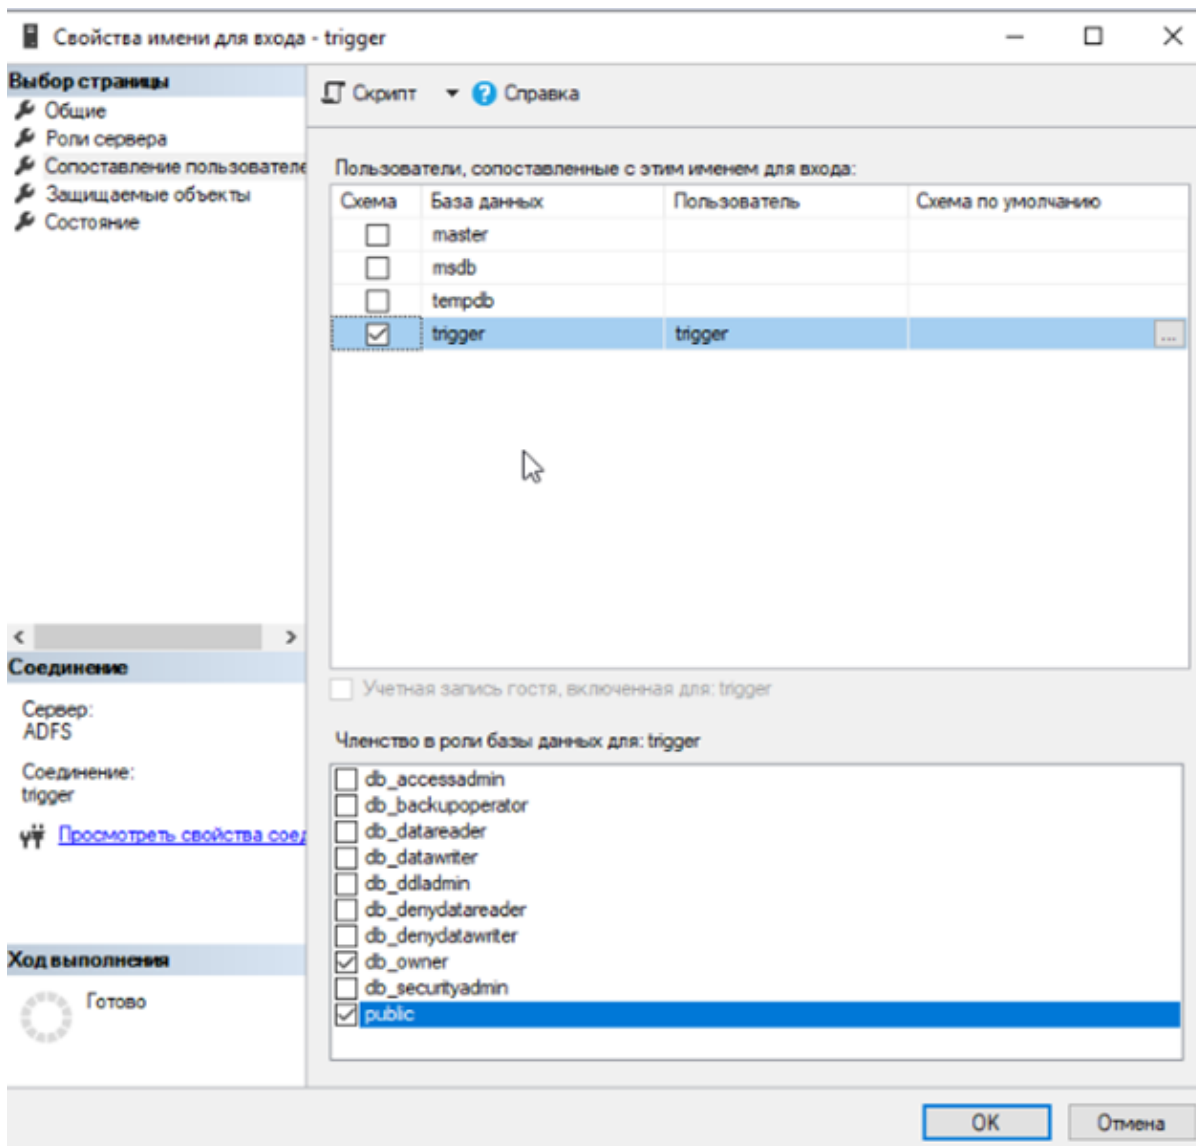 Свойства имени для входа - trigger
Выбор страницы
Общие
Роли сервера
Сопоставление пользователе
Защищаемые объекты
Состояние
Скрипт
Справка
Пользователи, сопоставленные с этим именем для входа:
Схема База данных Пользователь Схема по умолчанию
master
msdb
tempdb
trigger trigger ...
Учетная запись гостя, включенная для: trigger
Членство в роли базы данных для: trigger
db_accessadmin
db_backupoperator
db_datareader
db_datawriter
db_ddladmin
db_denydatareader
db_denydatawriter
db_owner
db_securityadmin
public
Соединение
Сервер:
ADFS
Соединение:
trigger
Просмотреть свойства соед
Ход выполнения
Готово
OK Отмена